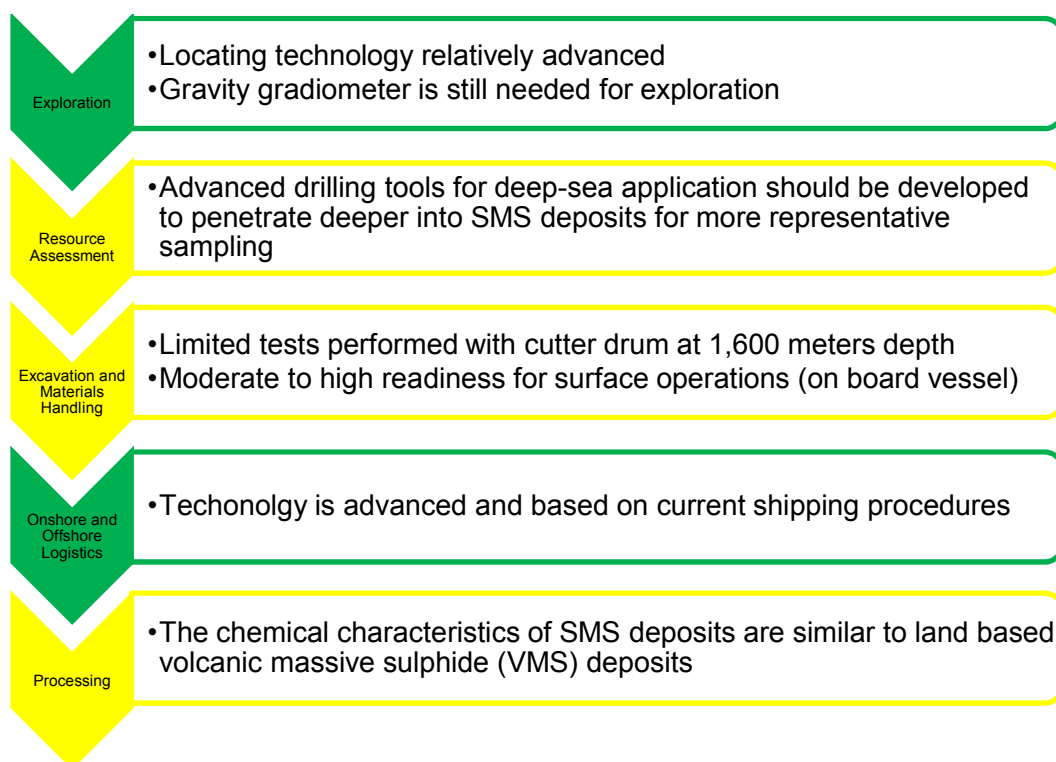 Exploration
•Locating technology relatively advanced
•Gravity gradiometer is still needed for exploration
Resource
Assessment
•Advanced drilling tools for deep-sea application should be developed
to penetrate deeper into SMS deposits for more representative
sampling
Excavation and
Materials
Handling
•Limited tests performed with cutter drum at 1,600 meters depth
•Moderate to high readiness for surface operations (on board vessel)
Onshore and
Offshore
Logistics
•Techonolgy is advanced and based on current shipping procedures
Processing
•The chemical characteristics of SMS deposits are similar to land based
volcanic massive sulphide (VMS) deposits